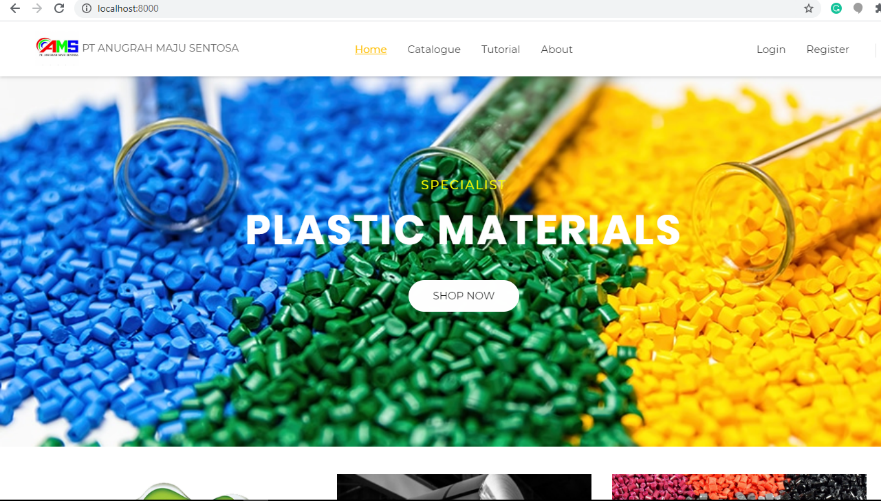 localhost:8000
AMS PT ANUGRAH MAJU SENTOSA
Home Catalogue Tutorial About Login Register
SPECIALIST
PLASTIC MATERIALS
SHOP NOW